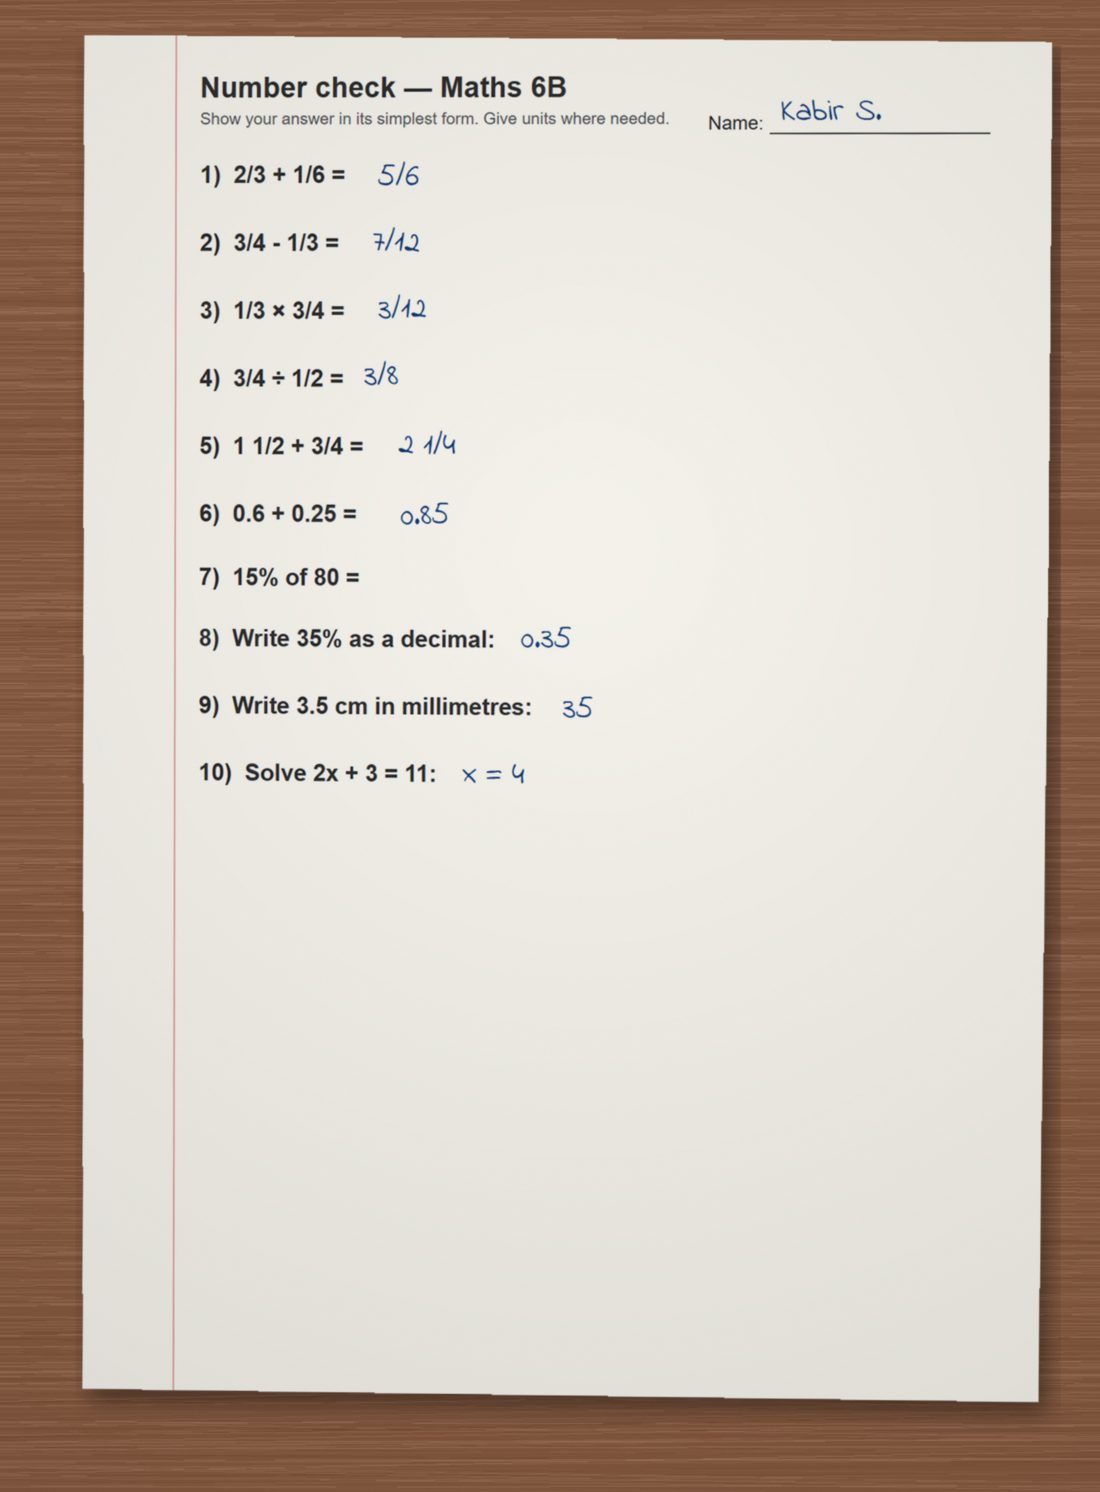 Number check — Maths 6B
Show your answer in its simplest form. Give units where needed.
Name: Kabir S.
1) 2/3 + 1/6 = 5/6
2) 3/4 - 1/3 = 7/12
3) 1/3 × 3/4 = 3/12
4) 3/4 ÷ 1/2 = 3/8
5) 1 1/2 + 3/4 = 2 1/4
6) 0.6 + 0.25 = 0.85
7) 15% of 80 =
8) Write 35% as a decimal: 0.35
9) Write 3.5 cm in millimetres: 35
10) Solve 2x + 3 = 11: x = 4